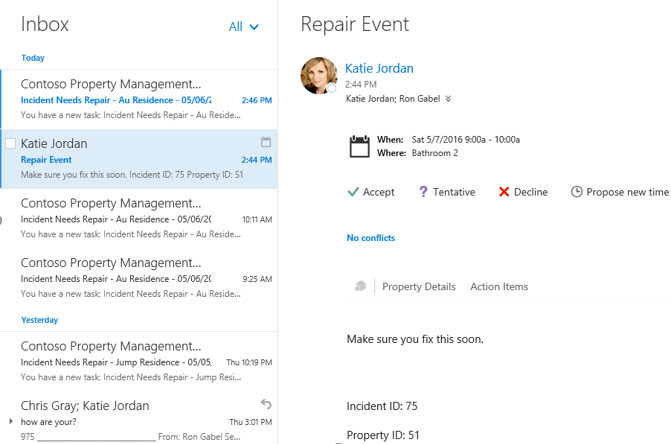 Inbox
All
Today
Contoso Property Management...
Incident Needs Repair - Au Residence - 05/06/2
2:46 PM
You have a new task: Incident Needs Repair - Au Reside...
Katie Jordan
Repair Event
2:44 PM
Make sure you fix this soon. Incident ID: 75 Property ID: 51
Contoso Property Management...
Incident Needs Repair - Au Residence - 05/06/20
10:11 AM
You have a new task: Incident Needs Repair - Au Reside...
Contoso Property Management...
Incident Needs Repair - Au Residence - 05/06/20
9:25 AM
You have a new task: Incident Needs Repair - Au Reside...
Yesterday
Contoso Property Management...
Incident Needs Repair - Jump Residence - 05/05,
Thu 10:19 PM
You have a new task: Incident Needs Repair - Jump Resi...
Chris Gray; Katie Jordan
how are your?
Thu 3:01 PM
975 ______________________________ From: Ron Gabel Se...
Repair Event
Katie Jordan
2:44 PM
Katie Jordan; Ron Gabel
When: Sat 5/7/2016 9:00a - 10:00a
Where: Bathroom 2
Accept
? Tentative
Decline
Propose new time
No conflicts
Property Details
Action Items
Make sure you fix this soon.
Incident ID: 75
Property ID: 51